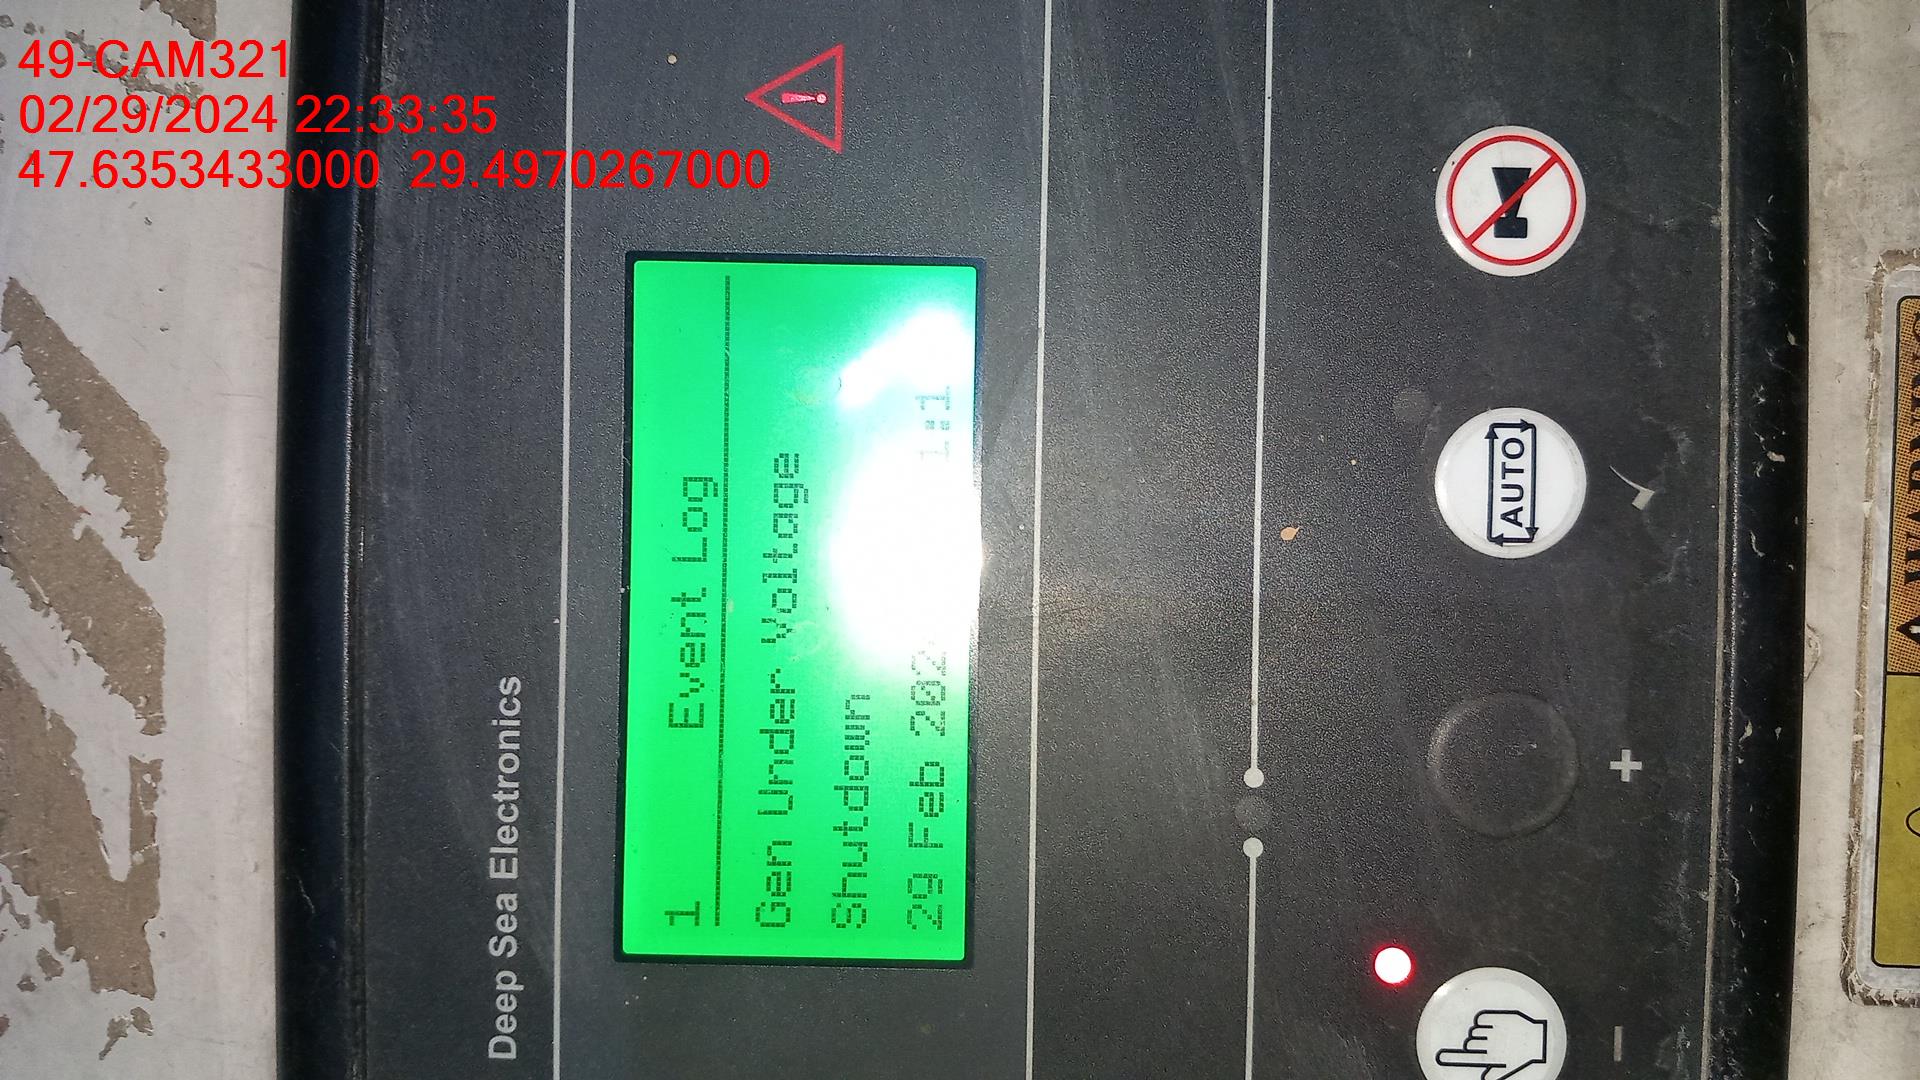 49-CAM321
02/29/2024 22:33:35
47.6353433000 29.4970267000
Deep Sea Electronics
1 Event Log
Gen Under Voltage
Shutdown
29 Feb
AUTO
+
-